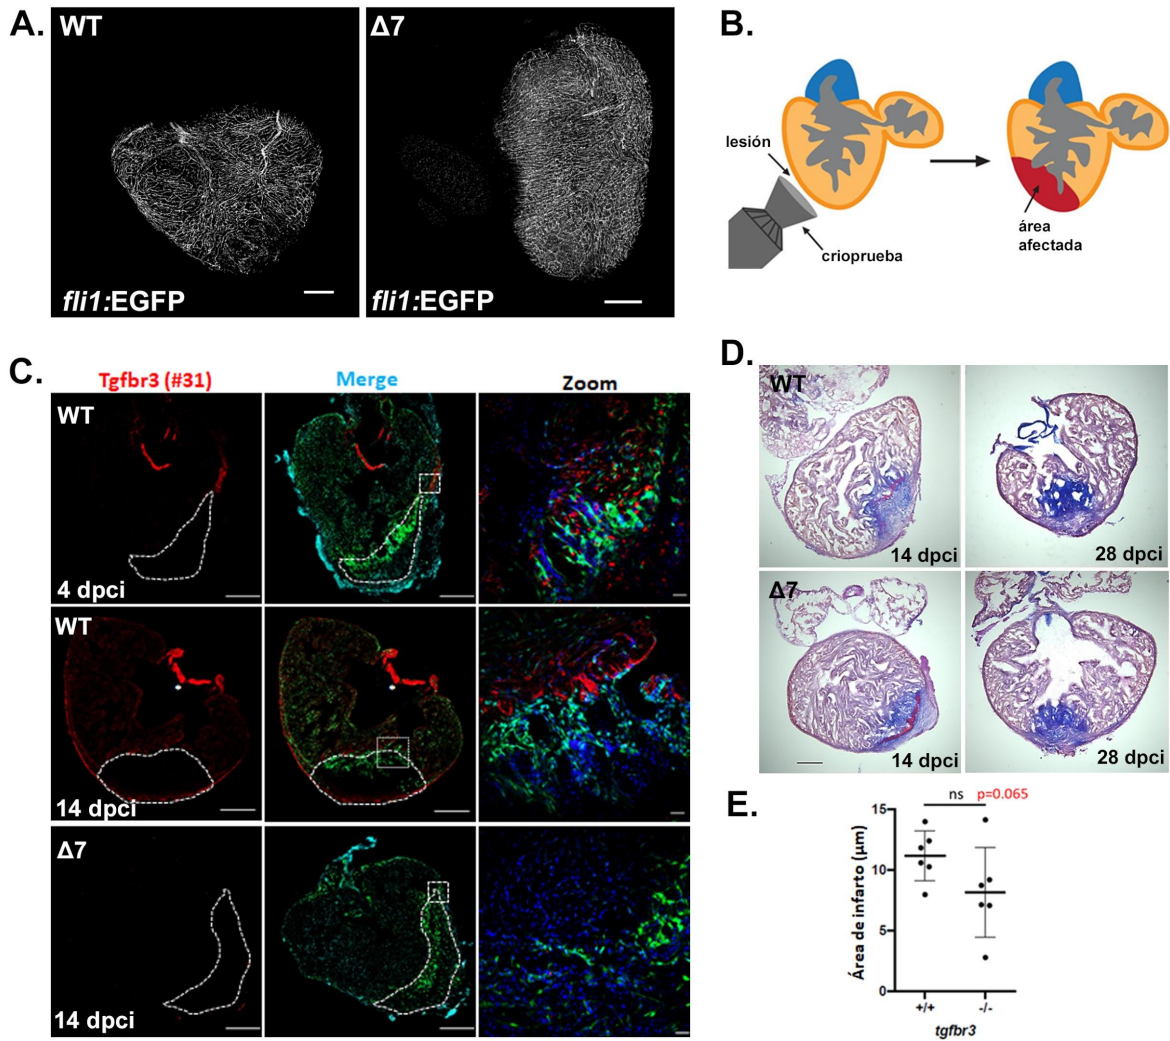 A.
WT
fli1:EGFP
Δ7
fli1:EGFP
B.
lesión
crioprueba
área
afectada
C.
Tgfbr3 (#31)
Merge
Zoom
WT
4 dpci
WT
14 dpci
Δ7
14 dpci
D.
WT
14 dpci
28 dpci
Δ7
14 dpci
28 dpci
E.
ns p=0.065
Área de infarto (μm)
15
10
5
0
+/+
-/-
tgfbr3